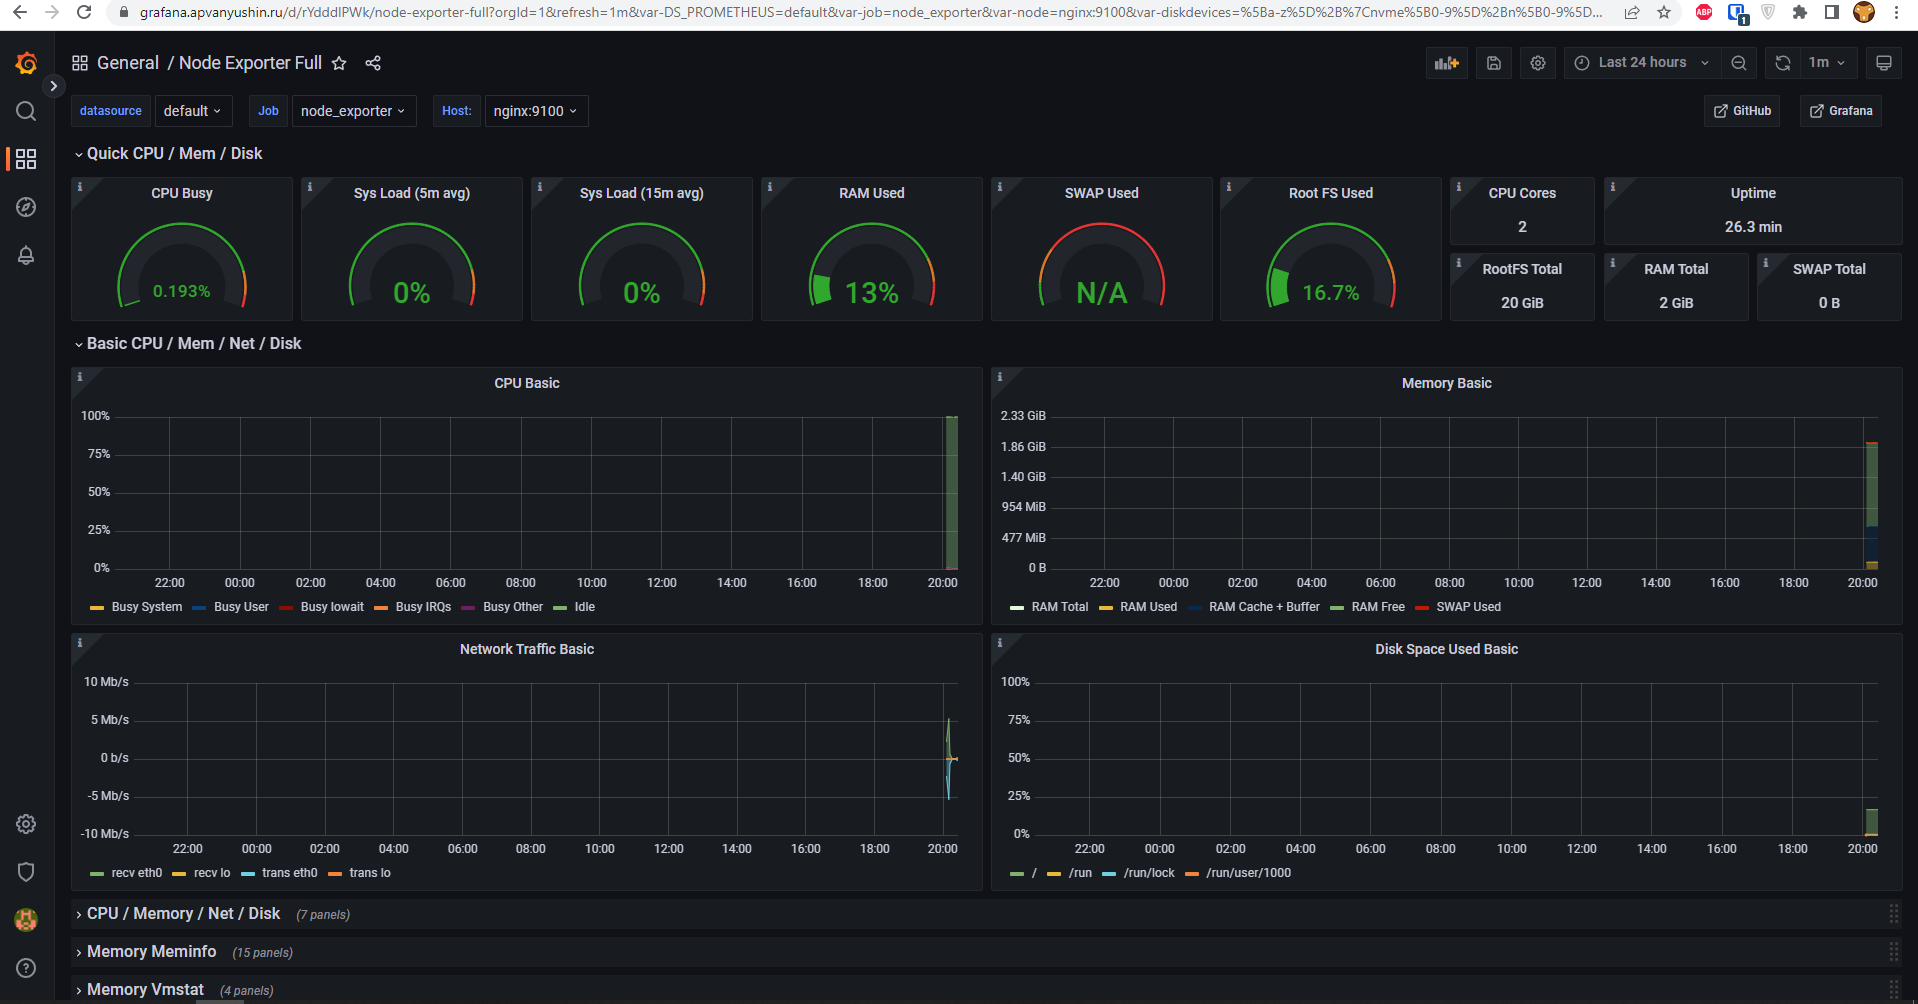 grafana.apvanyushin.ru/d/rYdddlPWk/node-exporter-full?orgId=1&refresh=1m&var-DS_PROMETHEUS=default&var-job=node_exporter&var-node=nginx:9100&var-diskdevices=%5Ba-z%5D%2B%7Cnvme%5B0-9%5D%2Bn%5B0-9%5D...
ABP 1
General / Node Exporter Full
Last 24 hours 1m
datasource default Job node_exporter Host: nginx:9100 GitHub Grafana
Quick CPU / Mem / Disk
CPU Busy
0.193%
Sys Load (5m avg)
0%
Sys Load (15m avg)
0%
RAM Used
13%
SWAP Used
N/A
Root FS Used
16.7%
CPU Cores
2
Uptime
26.3 min
RootFS Total
20 GiB
RAM Total
2 GiB
SWAP Total
0 B
Basic CPU / Mem / Net / Disk
CPU Basic
100%
75%
50%
25%
0%
22:00 00:00 02:00 04:00 06:00 08:00 10:00 12:00 14:00 16:00 18:00 20:00
Busy System Busy User Busy Iowait Busy IRQs Busy Other Idle
Memory Basic
2.33 GiB
1.86 GiB
1.40 GiB
954 MiB
477 MiB
0 B
22:00 00:00 02:00 04:00 06:00 08:00 10:00 12:00 14:00 16:00 18:00 20:00
RAM Total RAM Used RAM Cache + Buffer RAM Free SWAP Used
Network Traffic Basic
10 Mb/s
5 Mb/s
0 b/s
-5 Mb/s
-10 Mb/s
22:00 00:00 02:00 04:00 06:00 08:00 10:00 12:00 14:00 16:00 18:00 20:00
recv eth0 recv lo trans eth0 trans lo
Disk Space Used Basic
100%
75%
50%
25%
0%
22:00 00:00 02:00 04:00 06:00 08:00 10:00 12:00 14:00 16:00 18:00 20:00
/ /run /run/lock /run/user/1000
CPU / Memory / Net / Disk (7 panels)
Memory Meminfo (15 panels)
Memory Vmstat (4 panels)